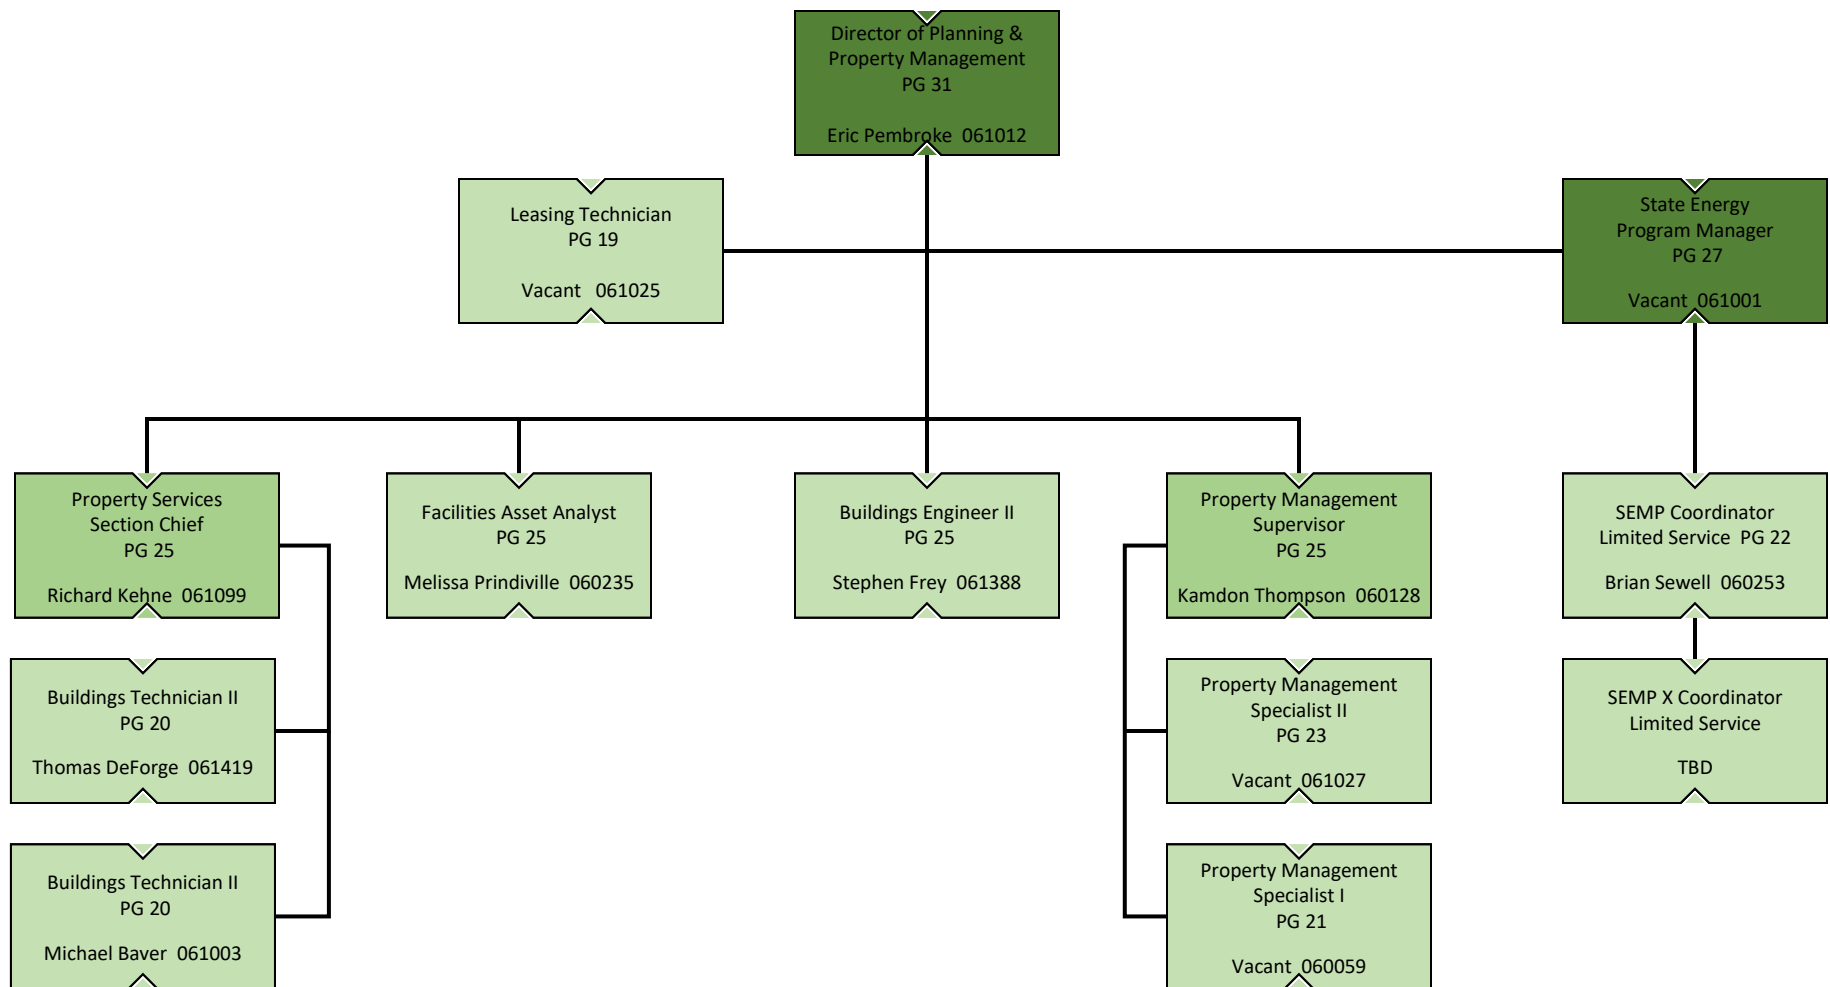 Director of Planning &
Property Management
PG 31
Eric Pembroke 061012
Leasing Technician
PG 19
Vacant 061025
State Energy
Program Manager
PG 27
Vacant 061001
Property Services
Section Chief
PG 25
Richard Kehne 061099
Facilities Asset Analyst
PG 25
Melissa Prindiville 060235
Buildings Engineer II
PG 25
Stephen Frey 061388
Property Management
Supervisor
PG 25
Kamdon Thompson 060128
SEMP Coordinator
Limited Service PG 22
Brian Sewell 060253
Buildings Technician II
PG 20
Thomas DeForge 061419
Property Management
Specialist II
PG 23
Vacant 061027
SEMP X Coordinator
Limited Service
TBD
Buildings Technician II
PG 20
Michael Baver 061003
Property Management
Specialist I
PG 21
Vacant 060059